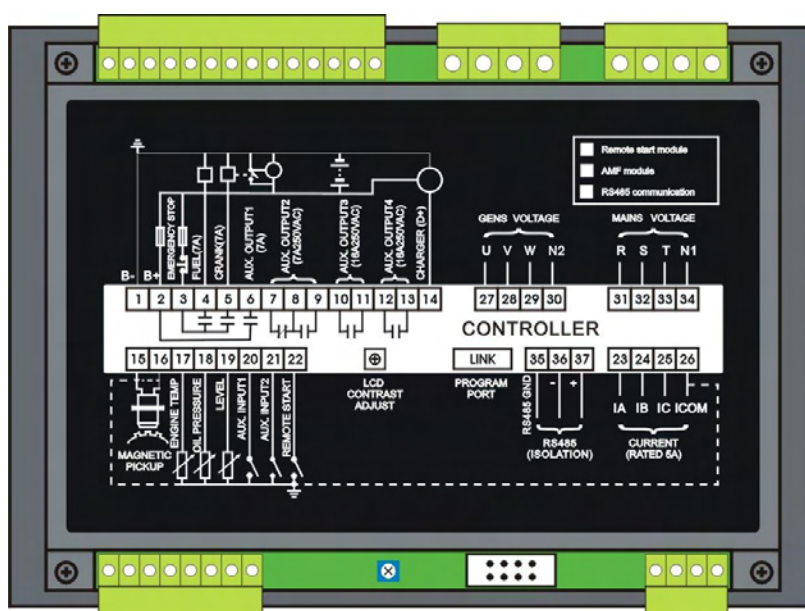 Remote start module
AMF module
RS485 communication
EMERGENCY STOP
FUEL(7A)
CRANK(7A)
AUX. OUTPUT1
(7A)
AUX. OUTPUT2
(7A250VAC)
AUX. OUTPUT3
(16A250VAC)
AUX. OUTPUT4
(16A250VAC)
CHARGER (D+)
GENS VOLTAGE
U V W N2
MAINS VOLTAGE
R S T N1
B- B+
1 2 3 4 5 6 7 8 9 10 11 12 13 14
27 28 29 30
31 32 33 34
CONTROLLER
15 16 17 18 19 20 21 22
LINK
35 36 37
23 24 25 26
MAGNETIC
PICKUP
ENGINE TEMP
OIL PRESSURE
LEVEL
AUX. INPUT1
AUX. INPUT2
REMOTE START
LCD
CONTRAST
ADJUST
PROGRAM
PORT
RS485 GND
- +
RS485
(ISOLATION)
IA IB IC ICOM
CURRENT
(RATED 5A)